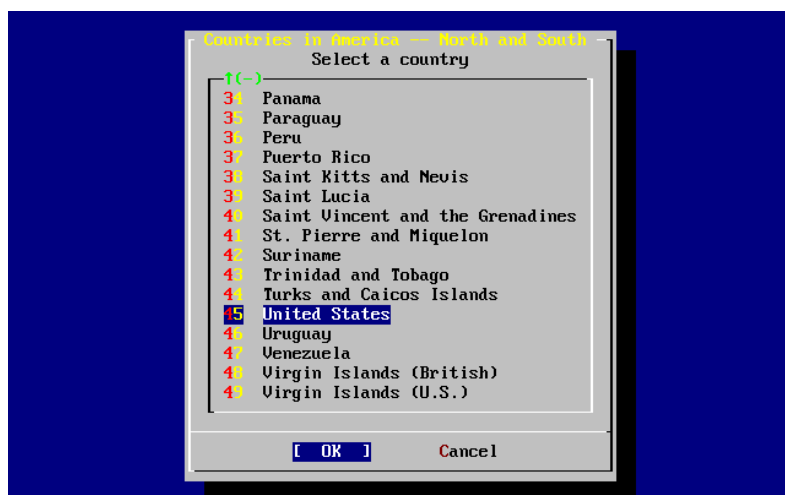 Countries in America -- North and South
Select a country
↑(-)
34 Panama
35 Paraguay
36 Peru
37 Puerto Rico
38 Saint Kitts and Nevis
39 Saint Lucia
40 Saint Vincent and the Grenadines
41 St. Pierre and Miquelon
42 Suriname
43 Trinidad and Tobago
44 Turks and Caicos Islands
45 United States
46 Uruguay
47 Venezuela
48 Virgin Islands (British)
49 Virgin Islands (U.S.)
[ OK ] Cancel